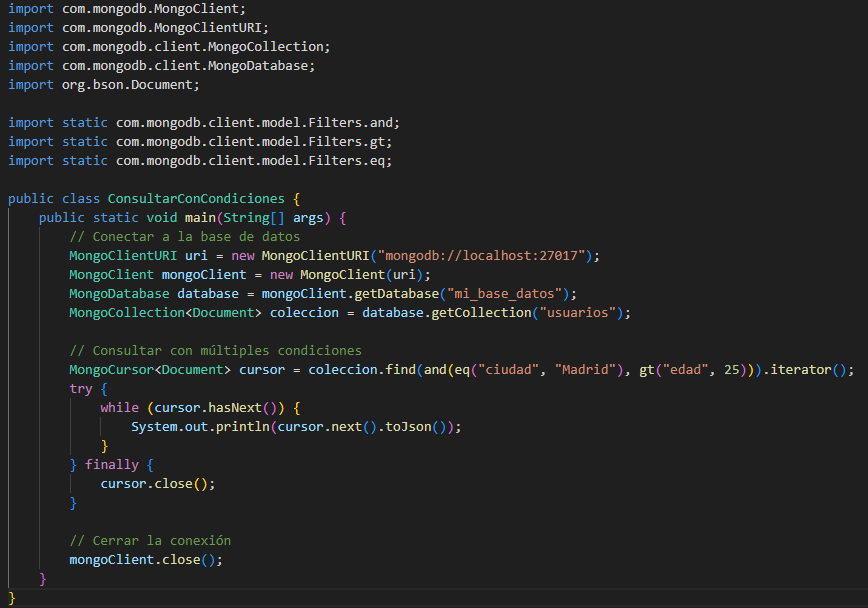 import com.mongodb.MongoClient;
import com.mongodb.MongoClientURI;
import com.mongodb.client.MongoCollection;
import com.mongodb.client.MongoDatabase;
import org.bson.Document;

import static com.mongodb.client.model.Filters.and;
import static com.mongodb.client.model.Filters.gt;
import static com.mongodb.client.model.Filters.eq;

public class ConsultarConCondiciones {
    public static void main(String[] args) {
        // Conectar a la base de datos
        MongoClientURI uri = new MongoClientURI("mongodb://localhost:27017");
        MongoClient mongoClient = new MongoClient(uri);
        MongoDatabase database = mongoClient.getDatabase("mi_base_datos");
        MongoCollection<Document> coleccion = database.getCollection("usuarios");

        // Consultar con múltiples condiciones
        MongoCursor<Document> cursor = coleccion.find(and(eq("ciudad", "Madrid"), gt("edad", 25))).iterator();
        try {
            while (cursor.hasNext()) {
                System.out.println(cursor.next().toJson());
            }
        } finally {
            cursor.close();
        }

        // Cerrar la conexión
        mongoClient.close();
    }
}